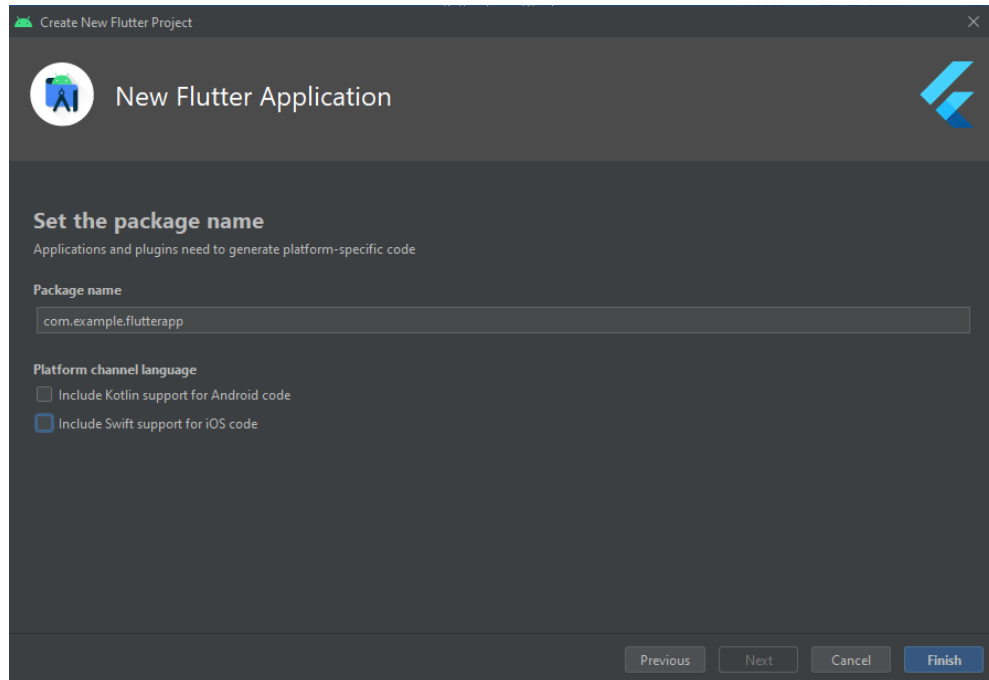 Create New Flutter Project
New Flutter Application
Set the package name
Applications and plugins need to generate platform-specific code
Package name
com.example.flutterapp
Platform channel language
Include Kotlin support for Android code
Include Swift support for iOS code
Previous
Next
Cancel
Finish